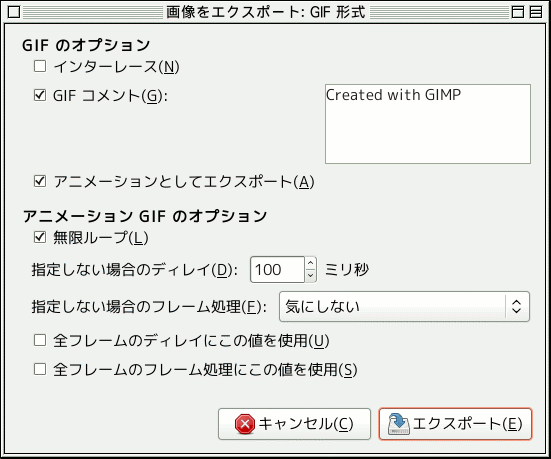 画像をエクスポート: GIF 形式
GIF のオプション
インターレース(N)
GIF コメント(G):
Created with GIMP
アニメーションとしてエクスポート(A)
アニメーション GIF のオプション
無限ループ(L)
指定しない場合のディレイ(D): 100 ミリ秒
指定しない場合のフレーム処理(F): 気にしない
全フレームのディレイにこの値を使用(U)
全フレームのフレーム処理にこの値を使用(S)
キャンセル(C) エクスポート(E)